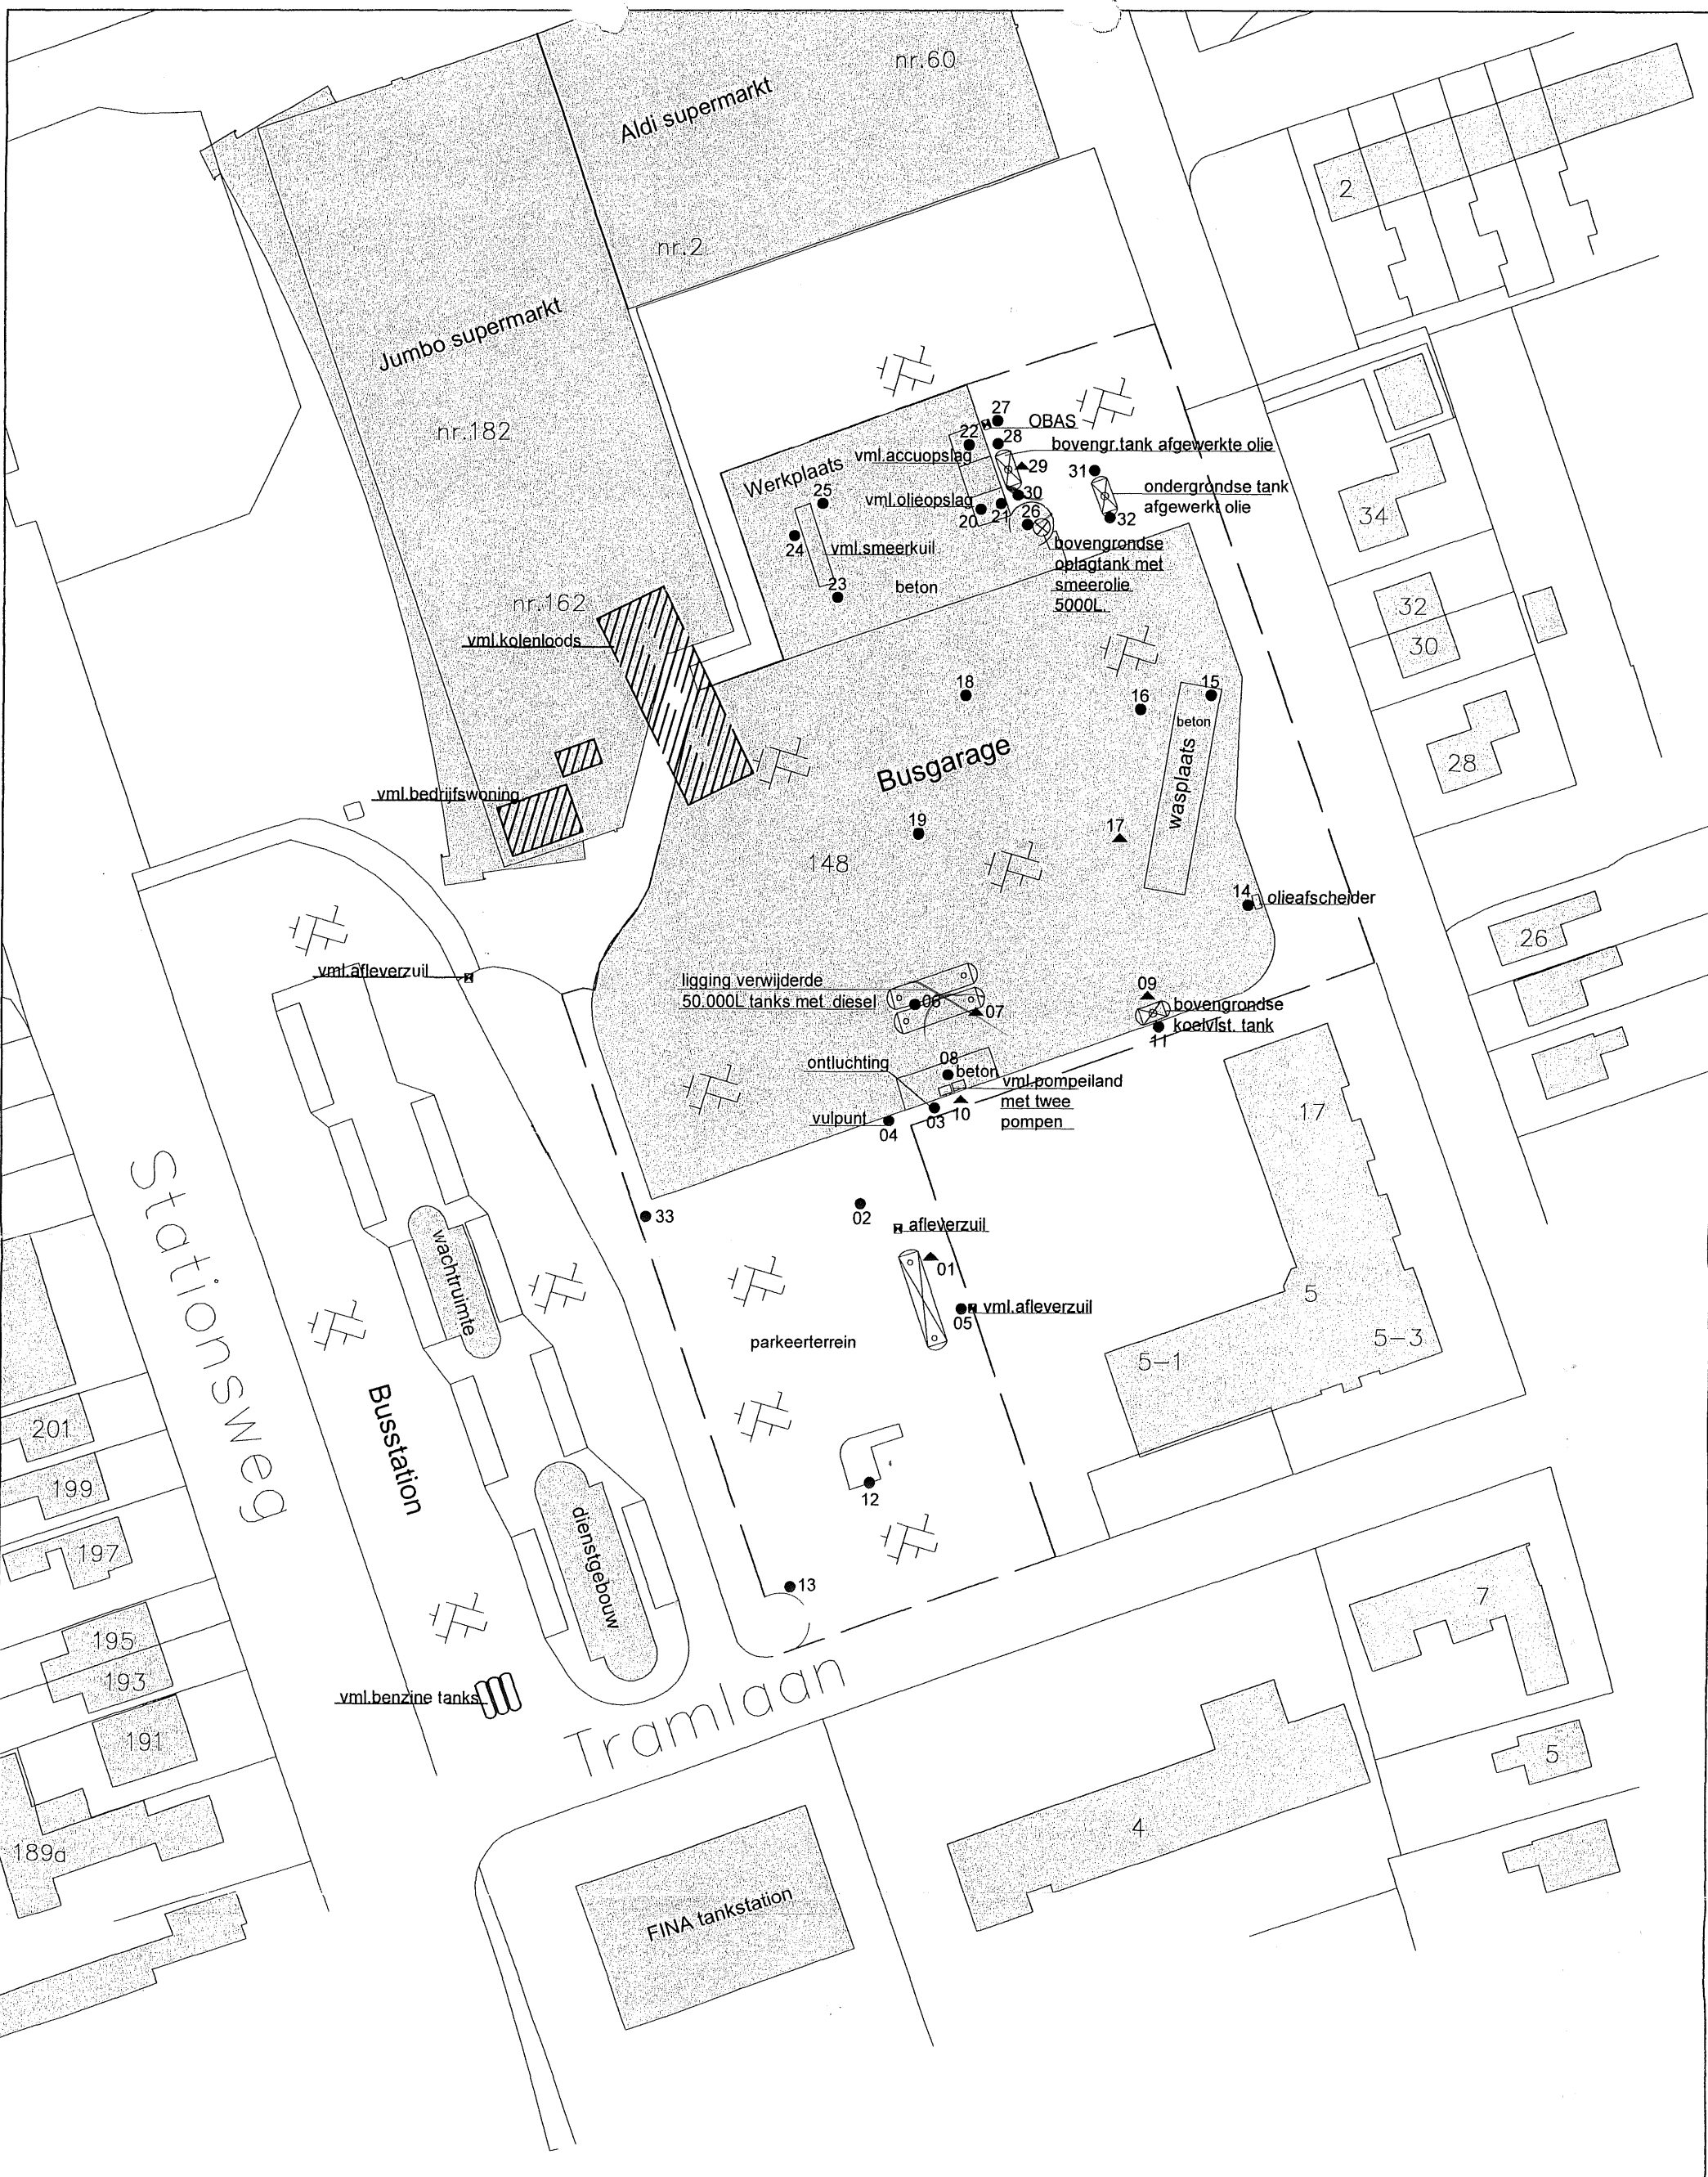 nr.60
Aldi supermarkt
nr.2
2
Jumbo supermarkt
nr.182
27
OBAS
22
28
bovengr.tank afgewerkte olie
vml.accuopslag
29
31
Werkplaats
25
30
ondergrondse tank
afgewerkt olie
vml.olieopslag
20
21
26
32
34
24
vml.smeerkuil
bovengrondse
oplagtank met
smeerolie
5000L.
23
beton
nr.162
vml.kolenloods
32
30
18
16
15
beton
wasplaats
Busgarage
28
vml.bedrijfswoning
19
17
148
14
olieafscheider
26
vml.afleverzuil
ligging verwijderde
50.000L tanks met diesel
06
07
09
bovengrondse
koelvlst. tank
11
ontluchting
08
beton
vml.pompeiland
met twee
pompen
vulpunt
04
03
10
17
Stationsweg
33
02
afleverzuil
wachtruimte
01
05
vml.afleverzuil
5
5-3
5-1
parkeerterrein
Busstation
201
199
12
dienstgebouw
197
13
7
195
193
vml.benzine tanks
Tramlaan
191
5
4
189a
FINA tankstation